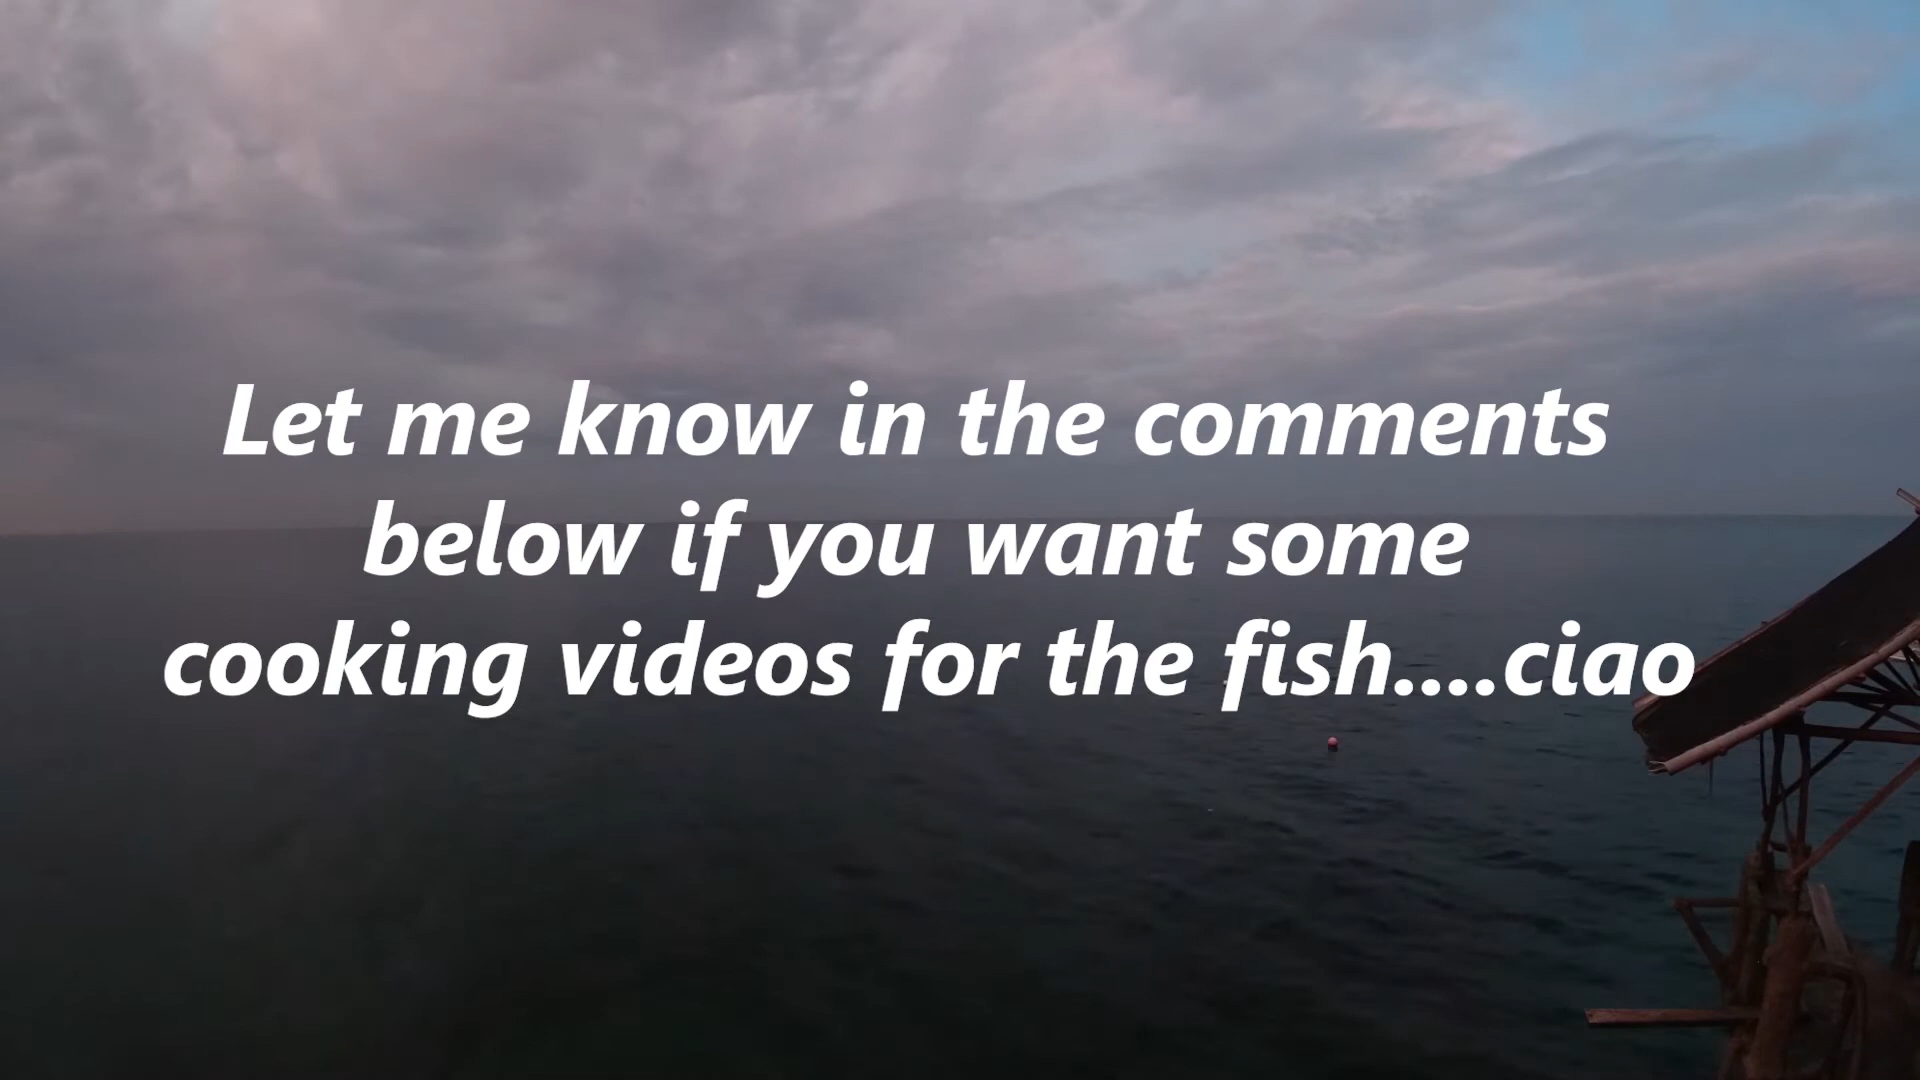 Let me know in the comments
below if you want some
cooking videos for the fish....ciao